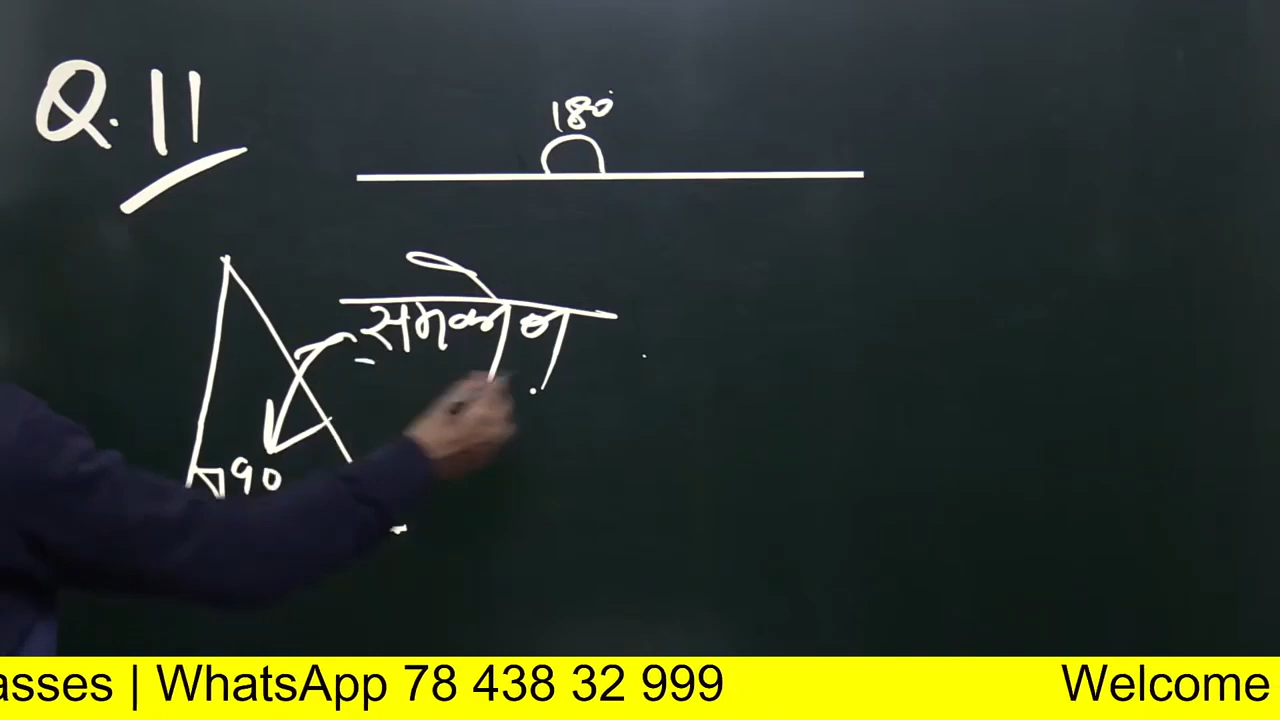 Q.11
180°
समकोण
90
asses | WhatsApp 78 438 32 999 Welcome